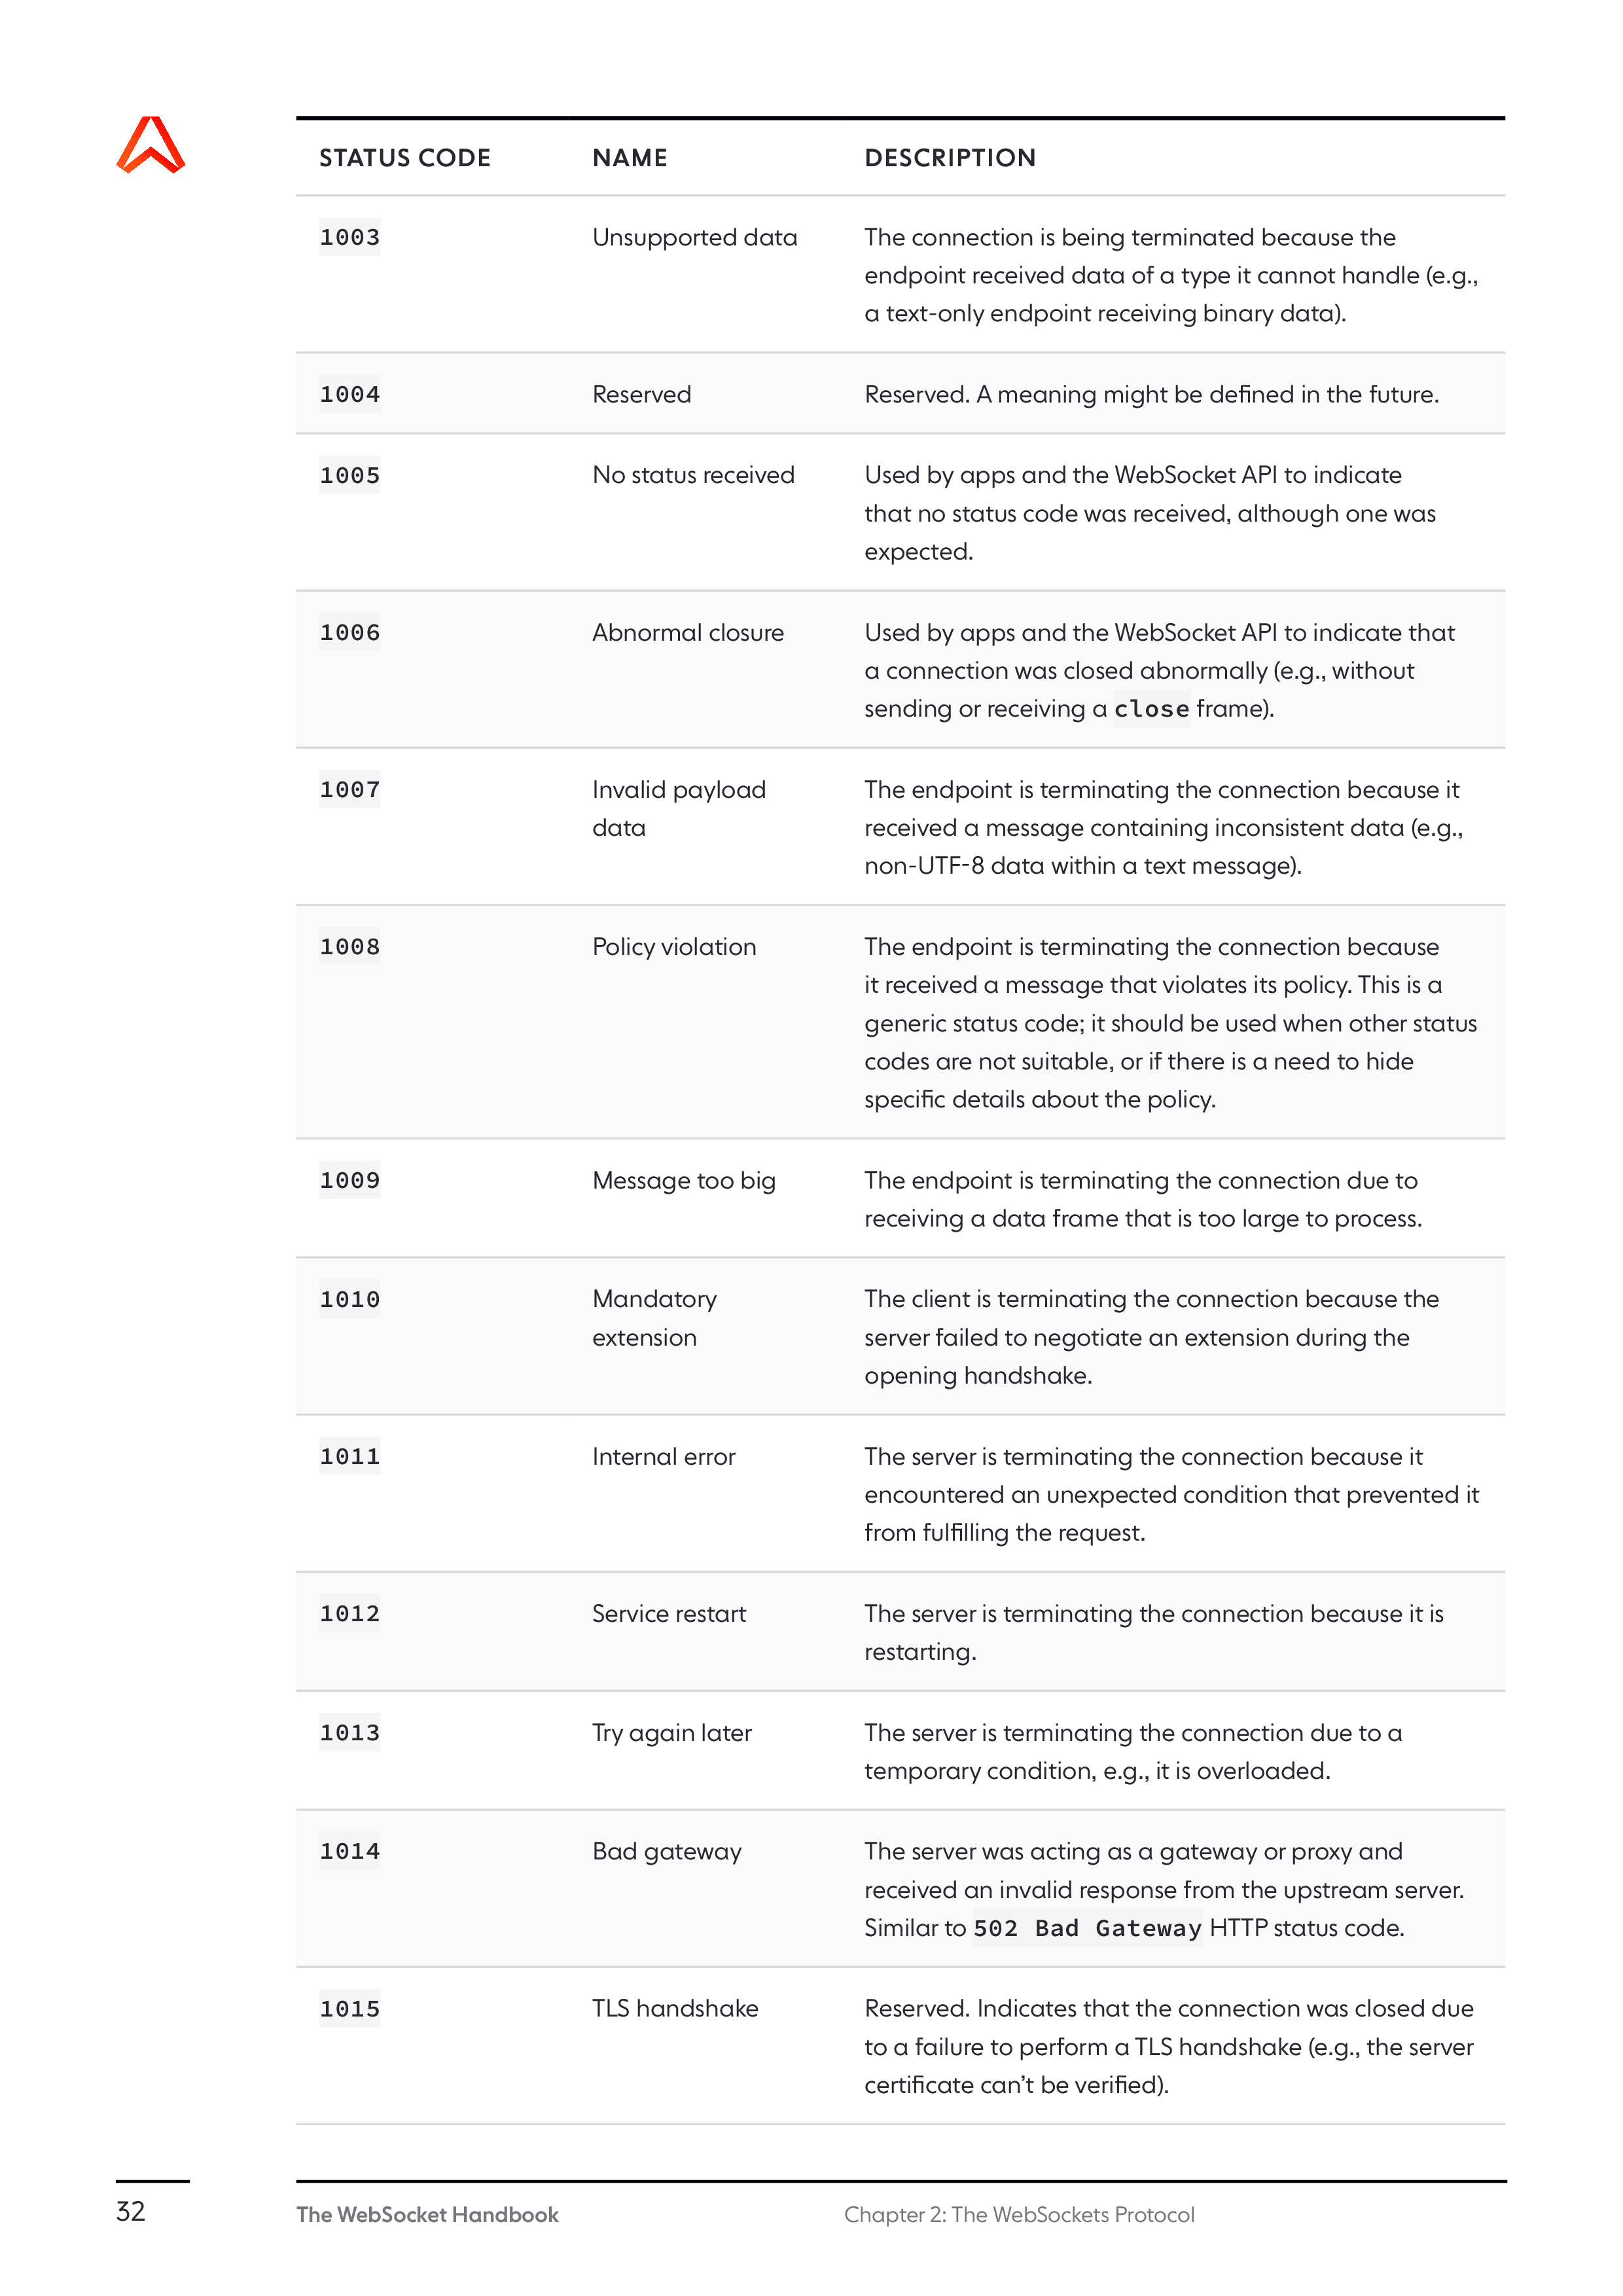 STATUS CODE NAME DESCRIPTION
1003 Unsupported data The connection is being terminated because the
endpoint received data of a type it cannot handle (e.g.,
a text-only endpoint receiving binary data).
1004 Reserved Reserved. A meaning might be defined in the future.
1005 No status received Used by apps and the WebSocket API to indicate
that no status code was received, although one was
expected.
1006 Abnormal closure Used by apps and the WebSocket API to indicate that
a connection was closed abnormally (e.g., without
sending or receiving a close frame).
1007 Invalid payload The endpoint is terminating the connection because it
data received a message containing inconsistent data (e.g.,
non-UTF-8 data within a text message).
1008 Policy violation The endpoint is terminating the connection because
it received a message that violates its policy. This is a
generic status code; it should be used when other status
codes are not suitable, or if there is a need to hide
specific details about the policy.
1009 Message too big The endpoint is terminating the connection due to
receiving a data frame that is too large to process.
1010 Mandatory The client is terminating the connection because the
extension server failed to negotiate an extension during the
opening handshake.
1011 Internal error The server is terminating the connection because it
encountered an unexpected condition that prevented it
from fulfilling the request.
1012 Service restart The server is terminating the connection because it is
restarting.
1013 Try again later The server is terminating the connection due to a
temporary condition, e.g., it is overloaded.
1014 Bad gateway The server was acting as a gateway or proxy and
received an invalid response from the upstream server.
Similar to 502 Bad Gateway HTTP status code.
1015 TLS handshake Reserved. Indicates that the connection was closed due
to a failure to perform a TLS handshake (e.g., the server
certificate can’t be verified).
32 The WebSocket Handbook Chapter 2: The WebSockets Protocol